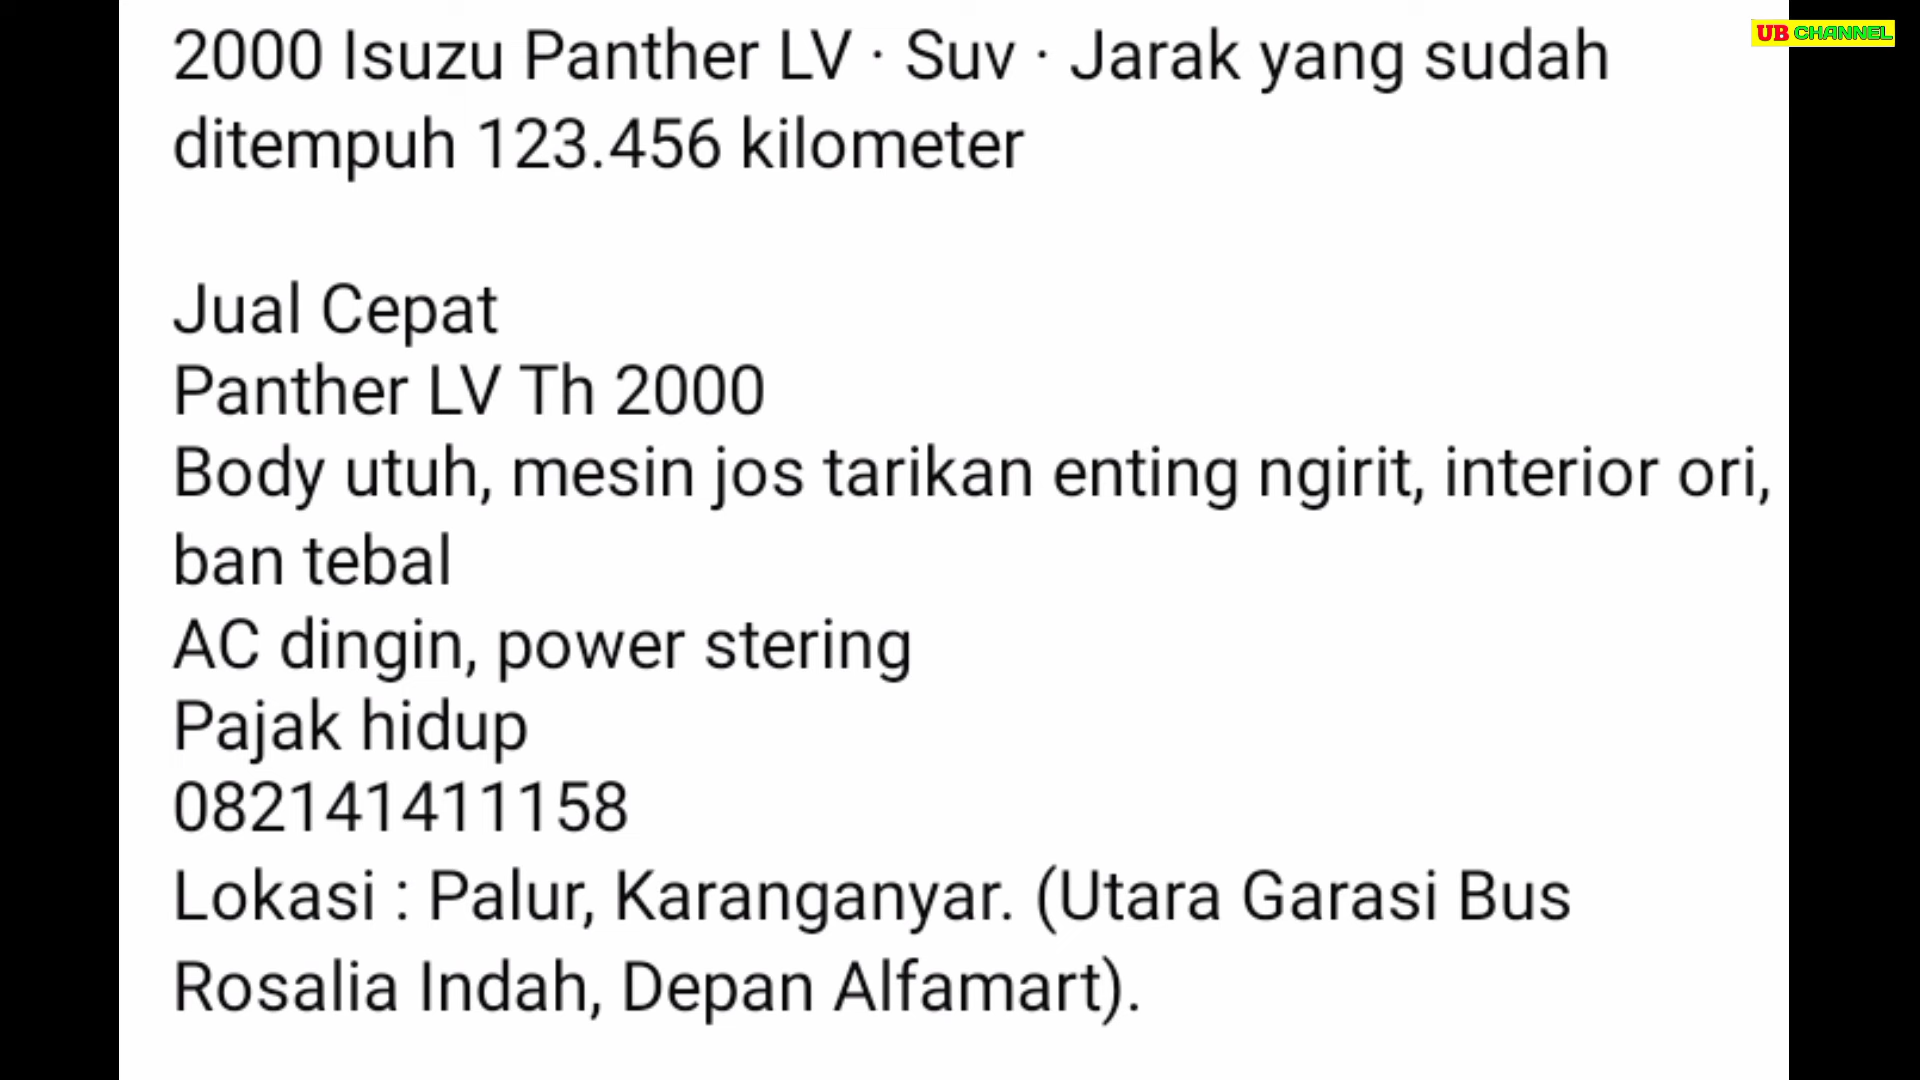 UB CHANNEL
2000 Isuzu Panther LV · Suv · Jarak yang sudah
ditempuh 123.456 kilometer
Jual Cepat
Panther LV Th 2000
Body utuh, mesin jos tarikan enting ngirit, interior ori,
ban tebal
AC dingin, power stering
Pajak hidup
082141411158
Lokasi : Palur, Karanganyar. (Utara Garasi Bus
Rosalia Indah, Depan Alfamart).